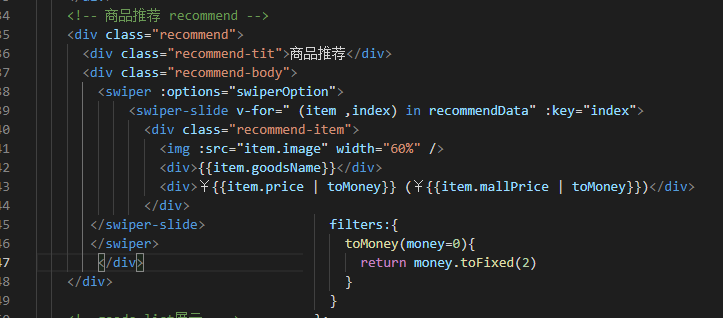 34 <!-- 商品推荐 recommend -->
35 <div class="recommend">
36 <div class="recommend-tit">商品推荐</div>
37 <div class="recommend-body">
38 <swiper :options="swiperOption">
39 <swiper-slide v-for=" (item ,index) in recommendData" :key="index">
40 <div class="recommend-item">
41 <img :src="item.image" width="60%" />
42 <div>{{item.goodsName}}</div>
43 <div>¥{{item.price | toMoney}} (¥{{item.mallPrice | toMoney}})</div>
44 </div>
45 </swiper-slide>
46 </swiper>
47 </div>
48 </div>
49
filters:{
toMoney(money=0){
return money.toFixed(2)
}
}